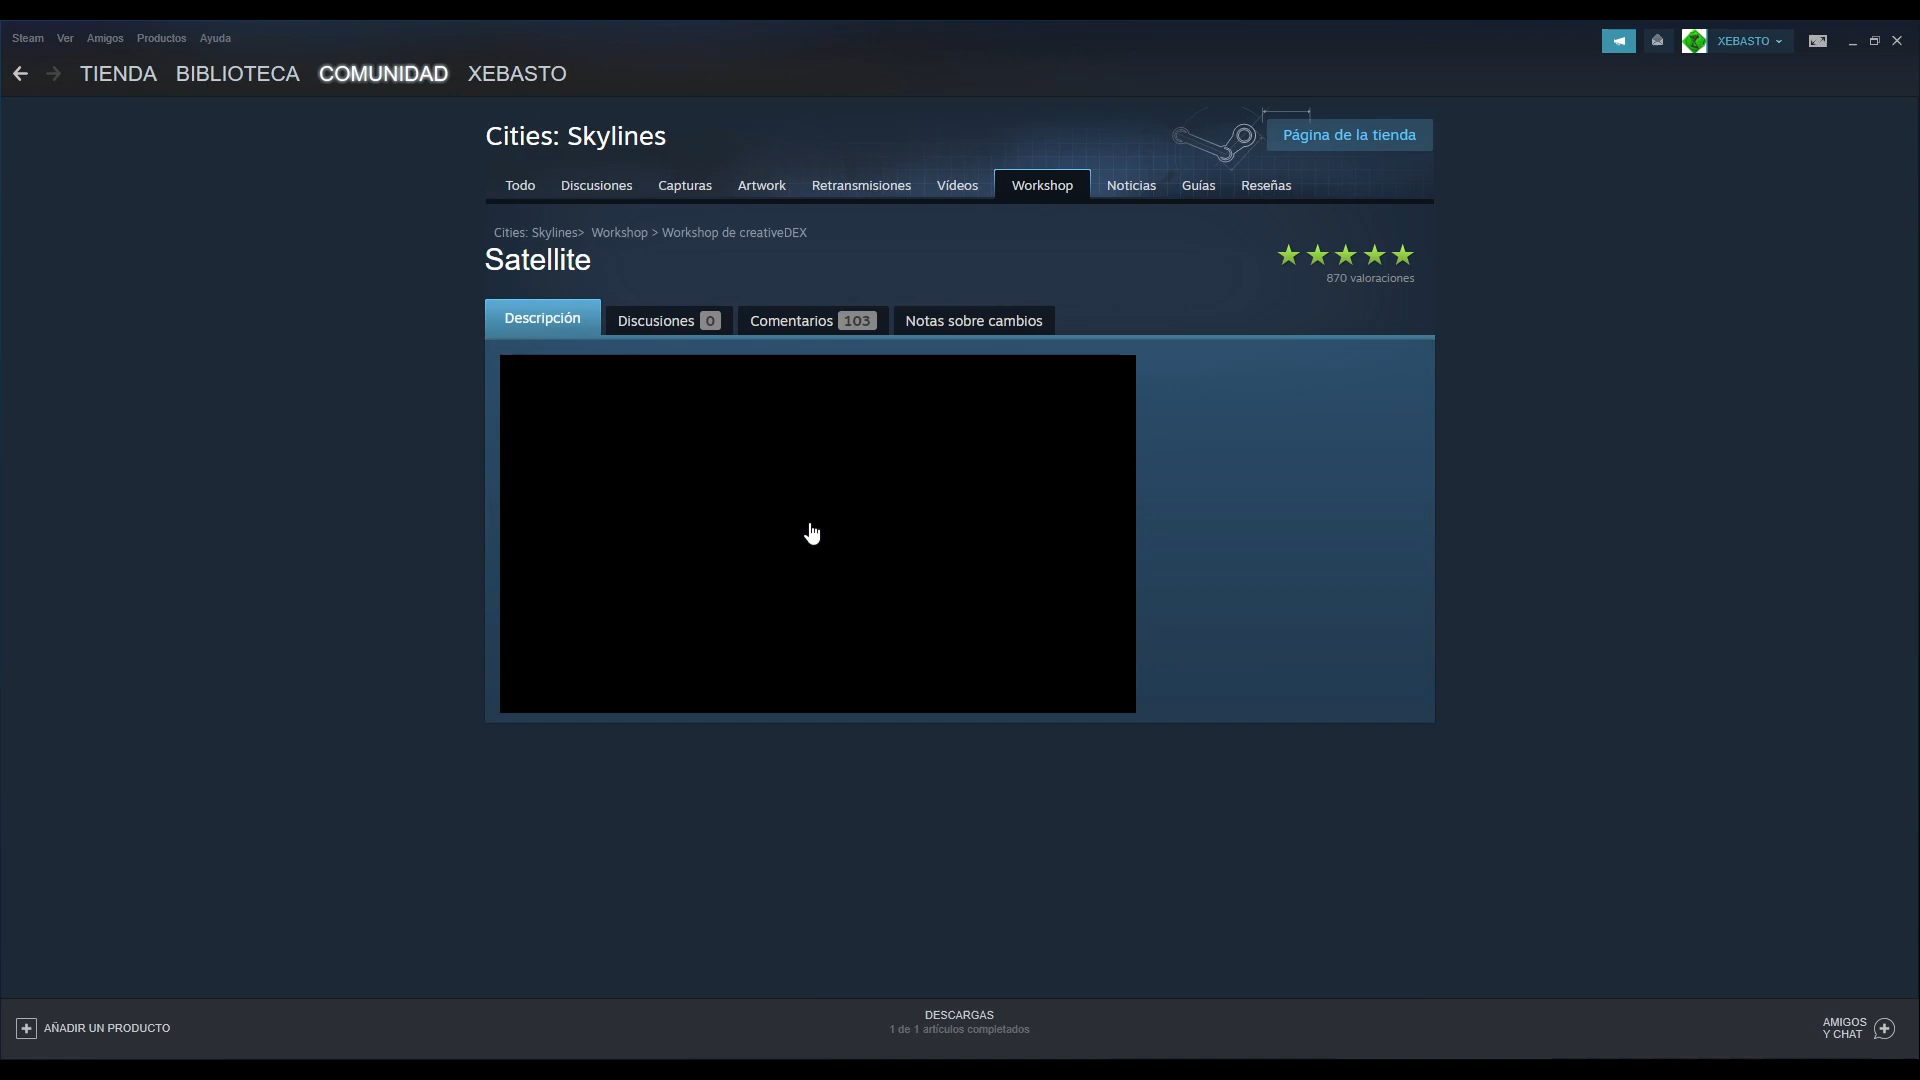 Steam Ver Amigos Productos Ayuda
XEBASTO
TIENDA BIBLIOTECA COMUNIDAD XEBASTO
Cities: Skylines
Página de la tienda
Todo Discusiones Capturas Artwork Retransmisiones Vídeos Workshop Noticias Guías Reseñas
Cities: Skylines> Workshop > Workshop de creativeDEX
Satellite
870 valoraciones
Descripción Discusiones 0 Comentarios 103 Notas sobre cambios
AÑADIR UN PRODUCTO
DESCARGAS
1 de 1 artículos completados
AMIGOS
Y CHAT